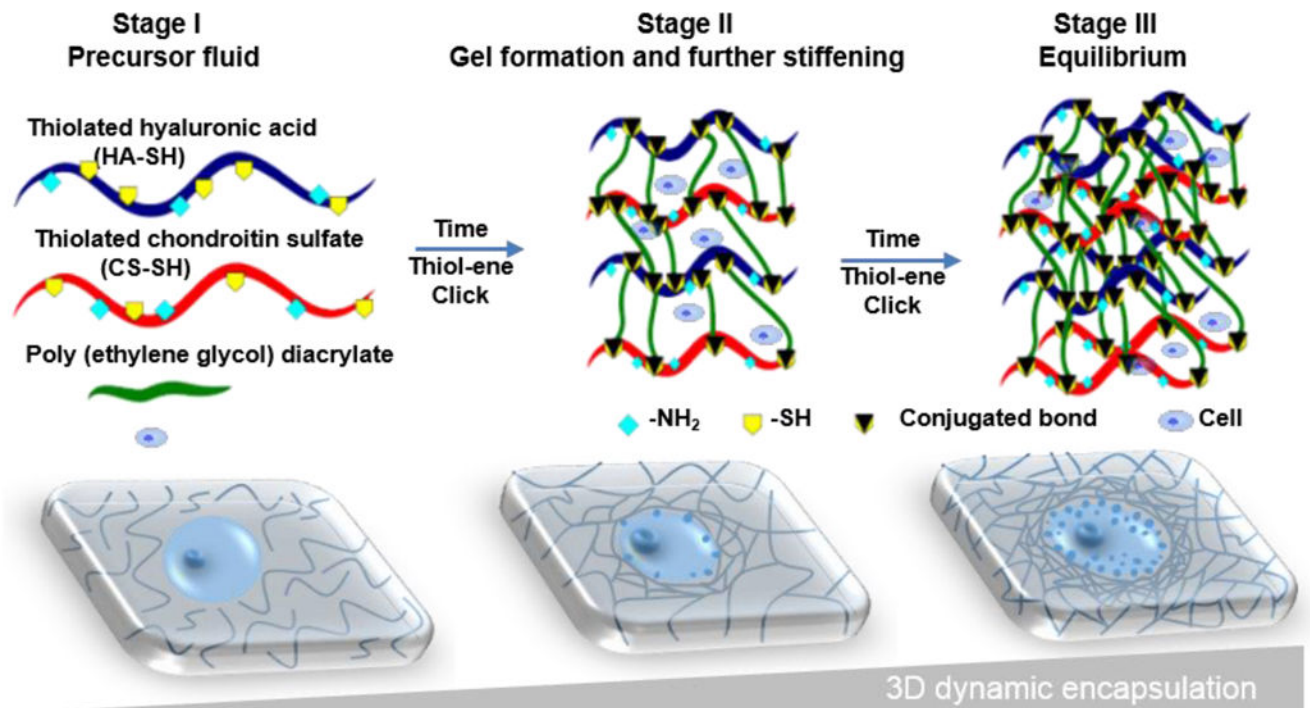 Stage I
Precursor fluid
Stage II
Gel formation and further stiffening
Stage III
Equilibrium
Thiolated hyaluronic acid
(HA-SH)
Thiolated chondroitin sulfate
(CS-SH)
Poly (ethylene glycol) diacrylate
Time
Thiol-ene
Click
Time
Thiol-ene
Click
-NH₂
-SH
Conjugated bond
Cell
3D dynamic encapsulation